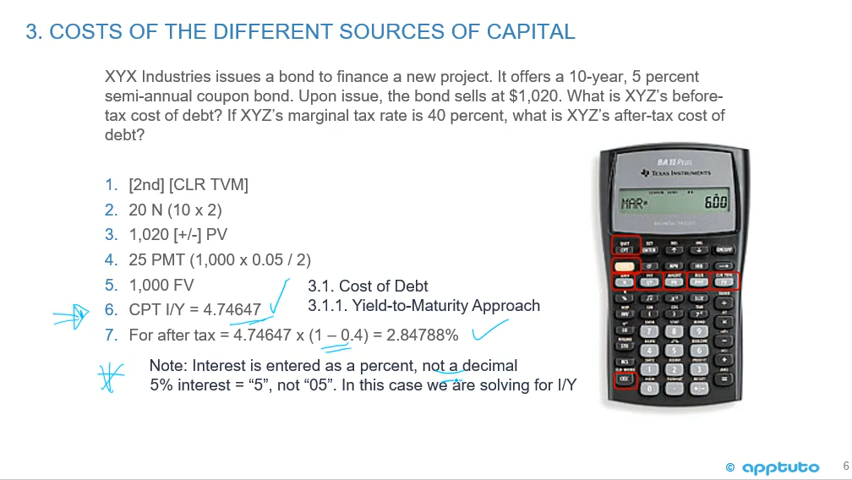 3. COSTS OF THE DIFFERENT SOURCES OF CAPITAL
XYX Industries issues a bond to finance a new project. It offers a 10-year, 5 percent
semi-annual coupon bond. Upon issue, the bond sells at $1,020. What is XYZ's before-
tax cost of debt? If XYZ's marginal tax rate is 40 percent, what is XYZ's after-tax cost of
debt?
1. [2nd] [CLR TVM]
2. 20 N (10 x 2)
3. 1,020 [+/-] PV
4. 25 PMT (1,000 x 0.05 / 2)
5. 1,000 FV
6. CPT I/Y = 4.74647
7. For after tax = 4.74647 x (1 – 0.4) = 2.84788%
3.1. Cost of Debt
3.1.1. Yield-to-Maturity Approach
Note: Interest is entered as a percent, not a decimal
5% interest = "5", not "05". In this case we are solving for I/Y
BA II Plus
TEXAS INSTRUMENTS
MAR= 6.00
© apptuto
6